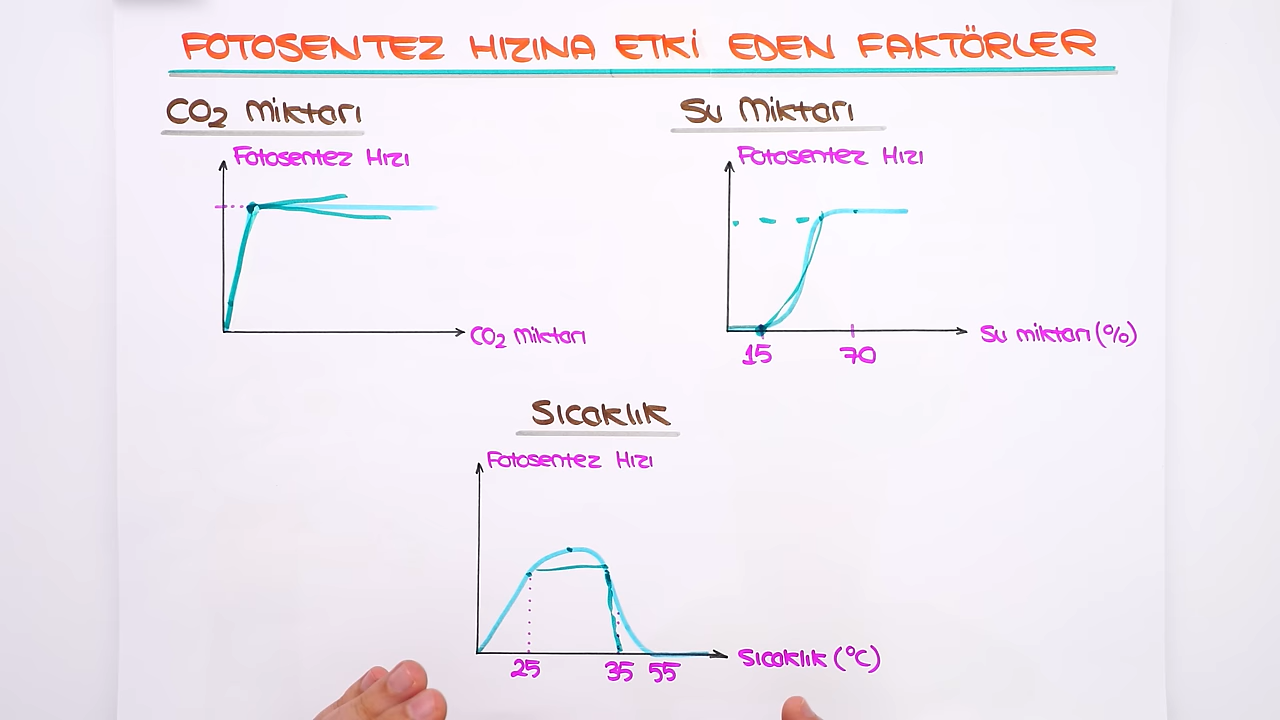 FOTOSENTEZ HIZINA ETKİ EDEN FAKTÖRLER
CO2 Miktarı
Fotosentez Hızı
CO2 Miktarı
Su Miktarı
Fotosentez Hızı
Su miktarı (%)
15 70
Sıcaklık
Fotosentez Hızı
Sıcaklık (°C)
25 35 55